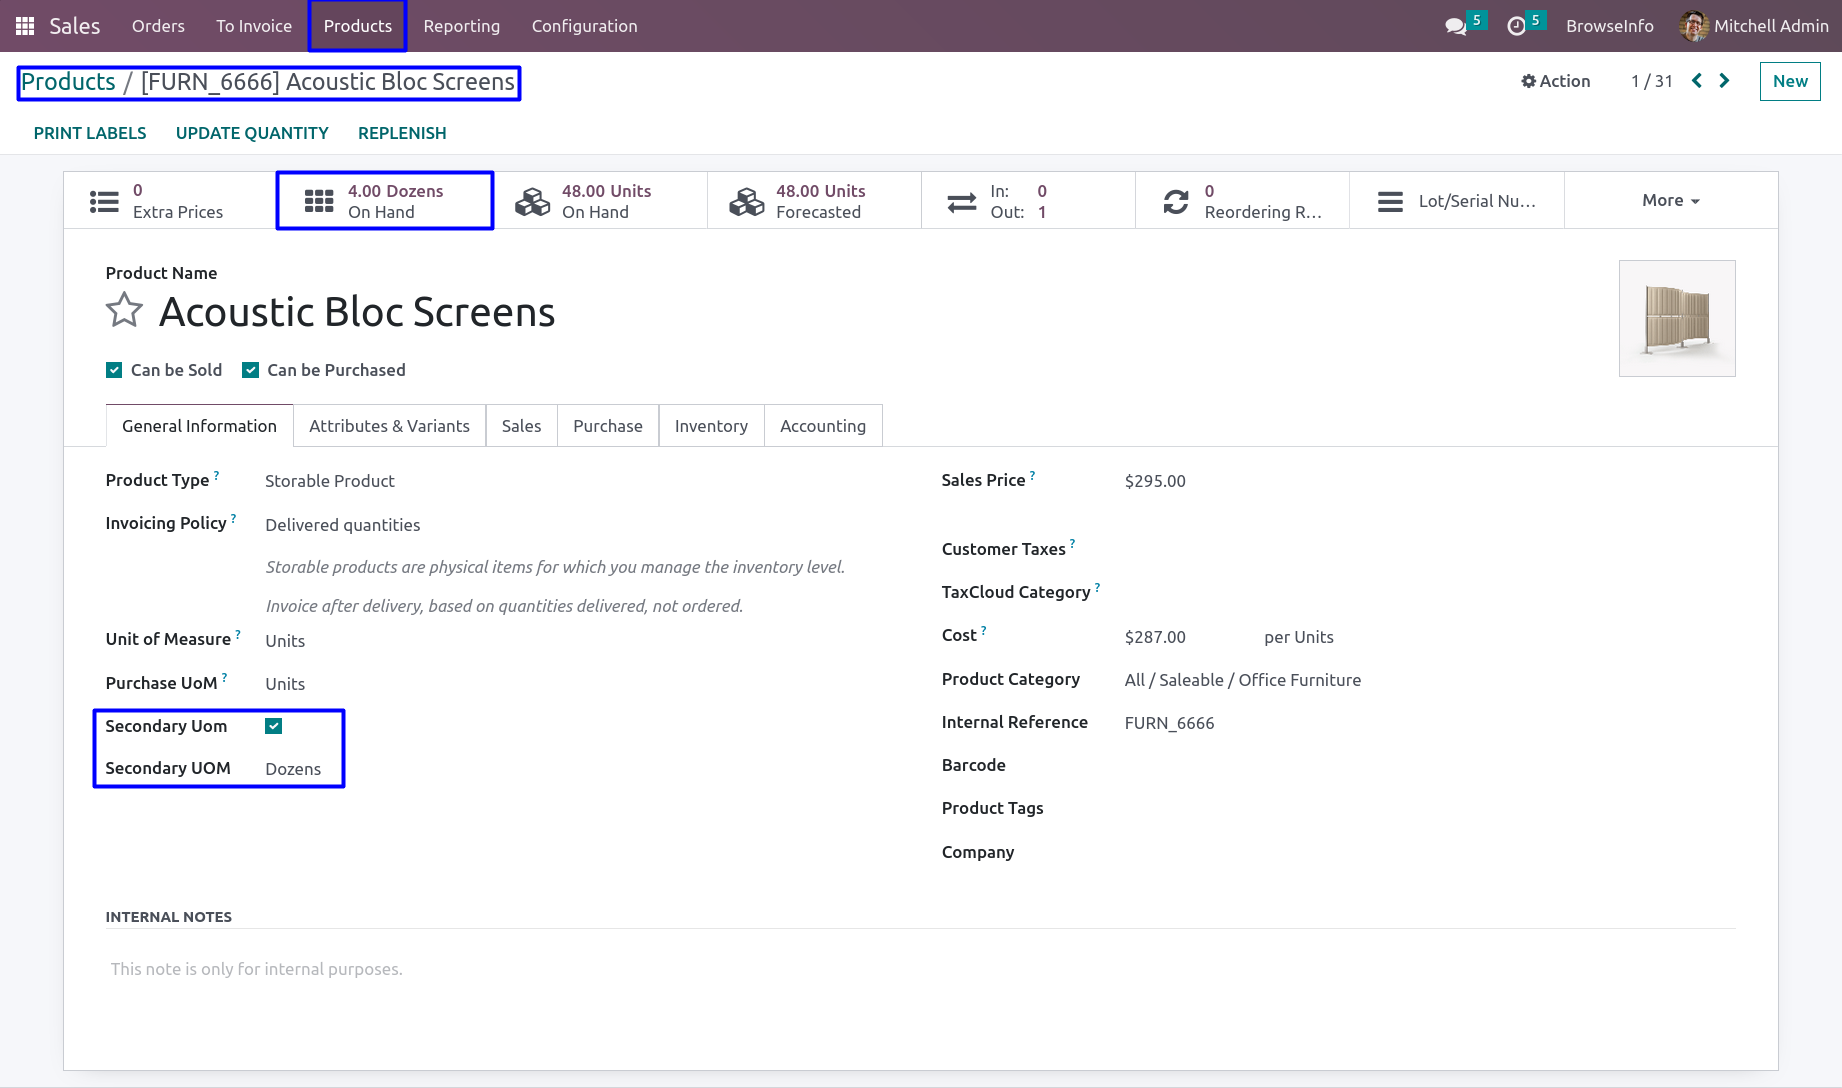 Sales Orders To Invoice Products Reporting Configuration 5 5 BrowseInfo Mitchell Admin
Products / [FURN_6666] Acoustic Bloc Screens Action 1 / 31 New
PRINT LABELS UPDATE QUANTITY REPLENISH
0
Extra Prices
4.00 Dozens
On Hand
48.00 Units
On Hand
48.00 Units
Forecasted
In: 0
Out: 1
0
Reordering R...
Lot/Serial Nu...
More
Product Name
Acoustic Bloc Screens
Can be Sold Can be Purchased
General Information Attributes & Variants Sales Purchase Inventory Accounting
Product Type ? Storable Product
Invoicing Policy ? Delivered quantities
Storable products are physical items for which you manage the inventory level.
Invoice after delivery, based on quantities delivered, not ordered.
Unit of Measure ? Units
Purchase UoM ? Units
Secondary Uom
Secondary UOM Dozens
Sales Price ? $295.00
Customer Taxes ?
TaxCloud Category ?
Cost ? $287.00 per Units
Product Category All / Saleable / Office Furniture
Internal Reference FURN_6666
Barcode
Product Tags
Company
INTERNAL NOTES
This note is only for internal purposes.